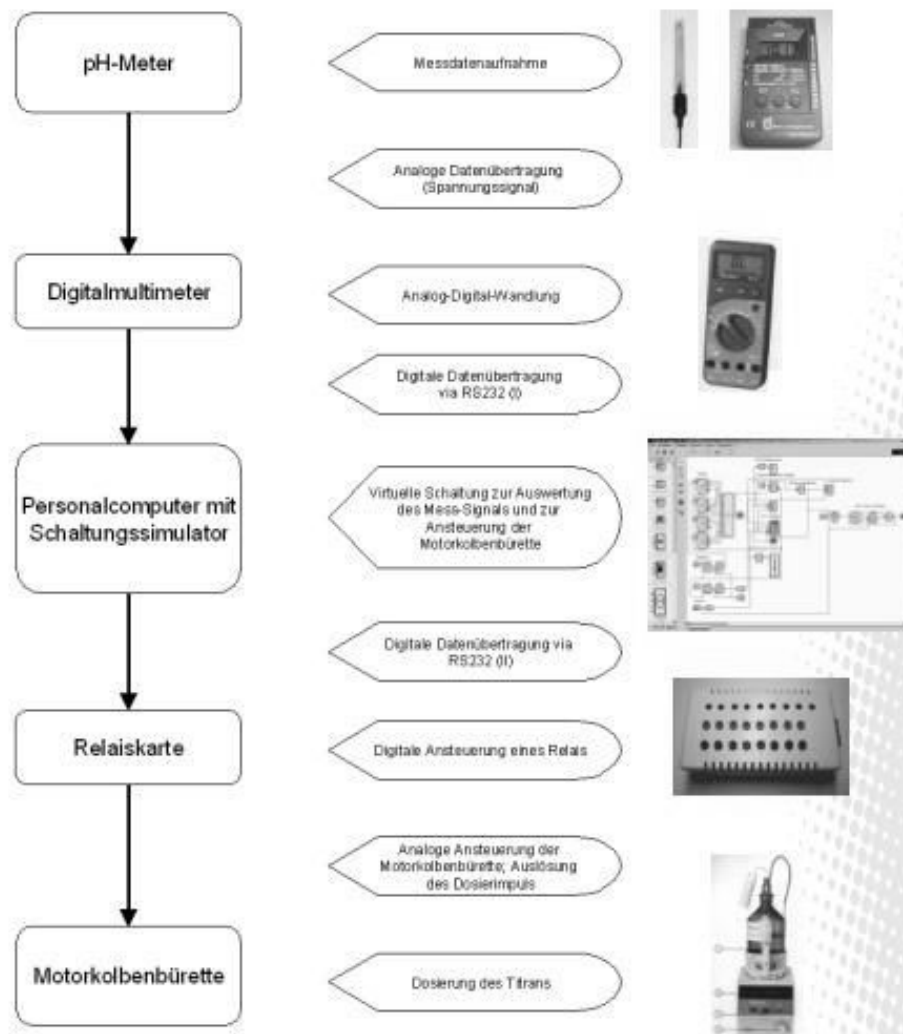 pH-Meter
Messdatenaufnahme
Analoge Datenübertragung
(Spannungssignal)
Digitalmultimeter
Analog-Digital-Wandlung
Digitale Datenübertragung
via RS232 (I)
Personalcomputer mit
Schaltungssimulator
Virtuelle Schaltung zur Auswertung
des Mess-Signals und zur
Ansteuerung der
Motorkolbenbürette
Digitale Datenübertragung via
RS232 (II)
Relaiskarte
Digitale Ansteuerung eines Relais
Analoge Ansteuerung der
Motorkolbenbürette; Auslösung
des Dosierimpuls
Motorkolbenbürette
Dosierung des Titrans